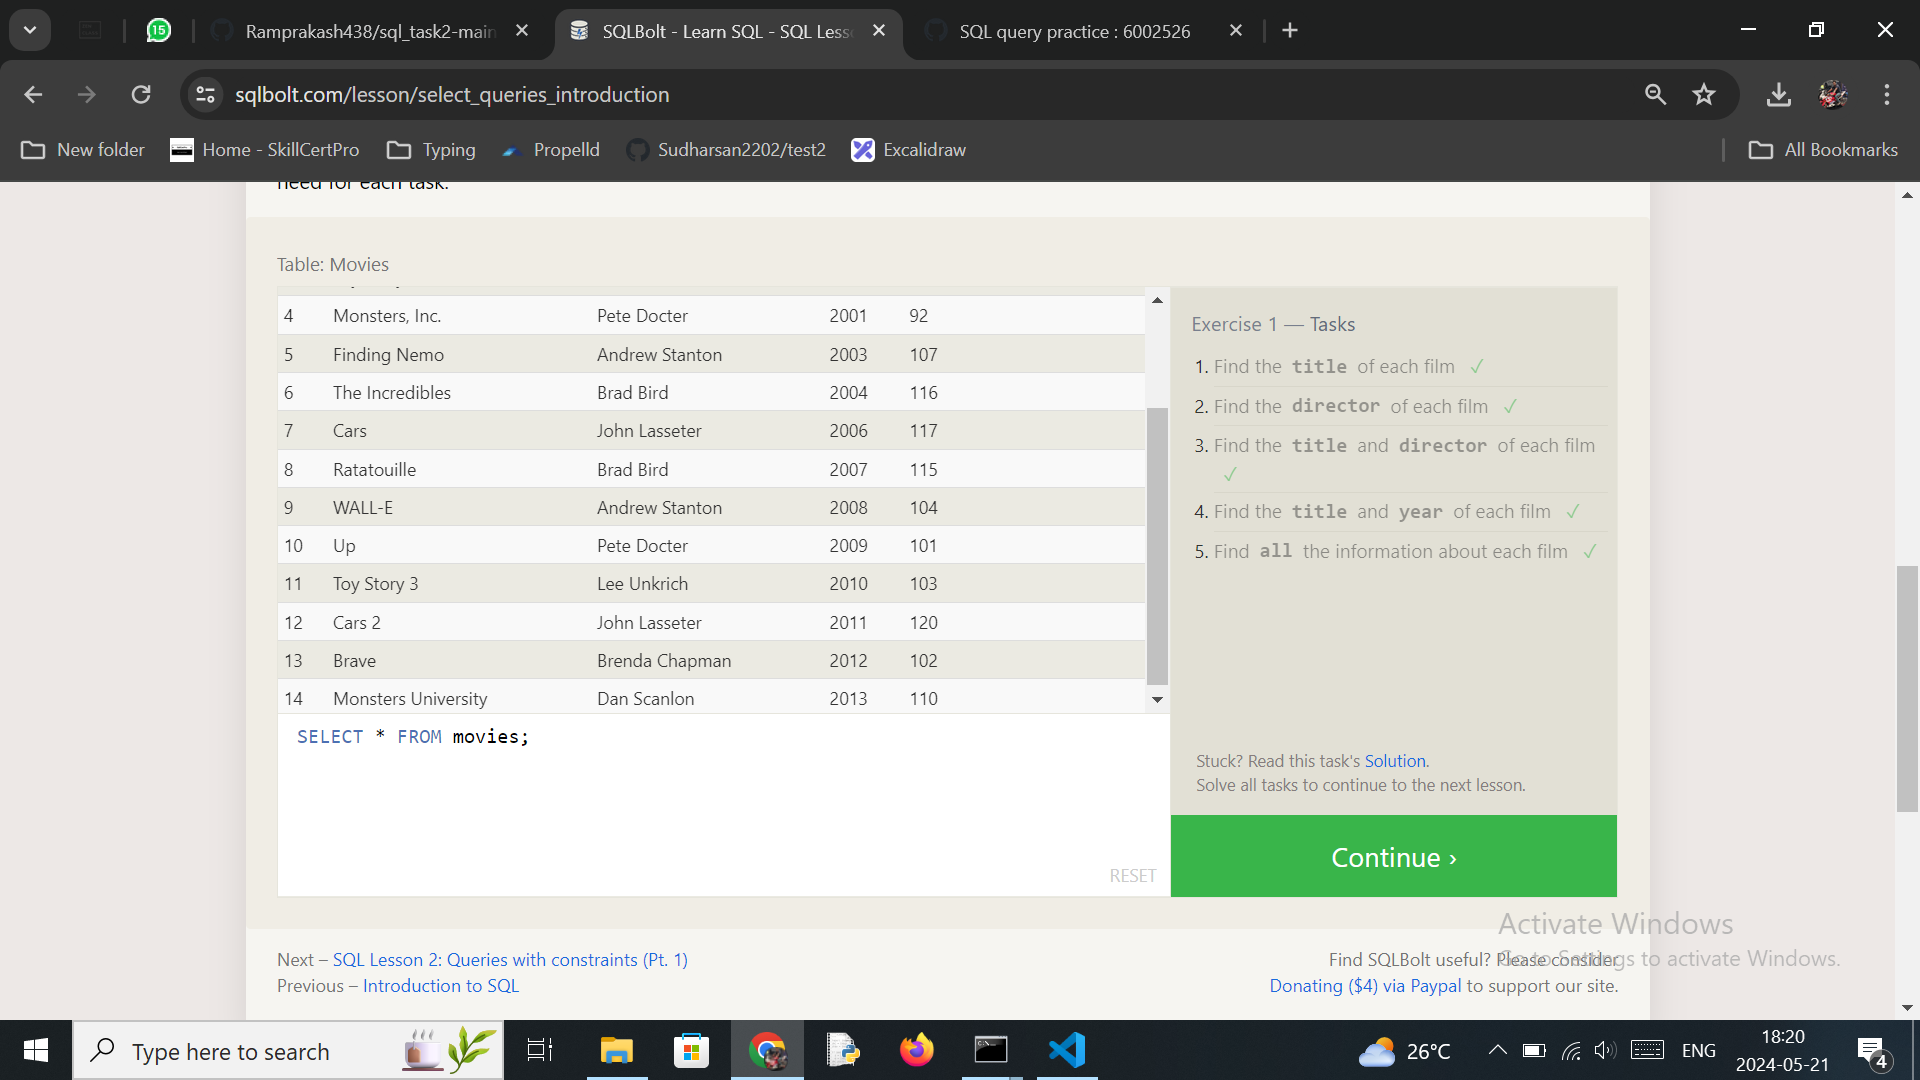 15
Ramprakash438/sql_task2-main
SQLBolt - Learn SQL - SQL Less
SQL query practice : 6002526
sqlbolt.com/lesson/select_queries_introduction
New folder
Home - SkillCertPro
Typing
Propelld
Sudharsan2202/test2
Excalidraw
All Bookmarks
need for each task.
Table: Movies
4 Monsters, Inc. Pete Docter 2001 92
5 Finding Nemo Andrew Stanton 2003 107
6 The Incredibles Brad Bird 2004 116
7 Cars John Lasseter 2006 117
8 Ratatouille Brad Bird 2007 115
9 WALL-E Andrew Stanton 2008 104
10 Up Pete Docter 2009 101
11 Toy Story 3 Lee Unkrich 2010 103
12 Cars 2 John Lasseter 2011 120
13 Brave Brenda Chapman 2012 102
14 Monsters University Dan Scanlon 2013 110
SELECT * FROM movies;
RESET
Exercise 1 — Tasks
1. Find the title of each film ✓
2. Find the director of each film ✓
3. Find the title and director of each film
✓
4. Find the title and year of each film ✓
5. Find all the information about each film ✓
Stuck? Read this task's Solution.
Solve all tasks to continue to the next lesson.
Continue ›
Next – SQL Lesson 2: Queries with constraints (Pt. 1)
Previous – Introduction to SQL
Find SQLBolt useful? Please consider
Donating ($4) via Paypal to support our site.
Activate Windows
Go to Settings to activate Windows.
Type here to search
26°C
ENG
18:20
2024-05-21
4